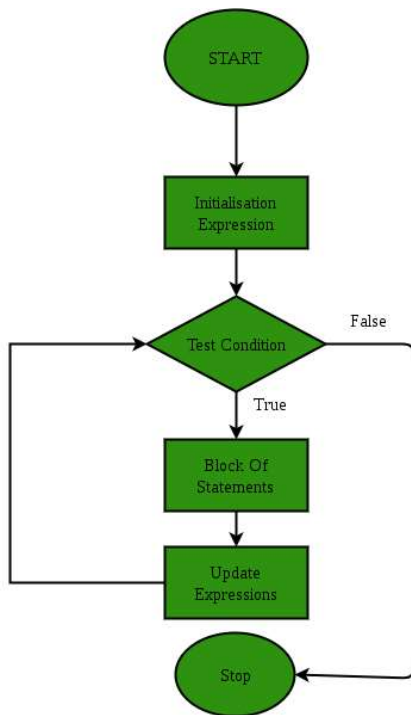 START
Initialisation
Expression
Test Condition
False
True
Block Of
Statements
Update
Expressions
Stop